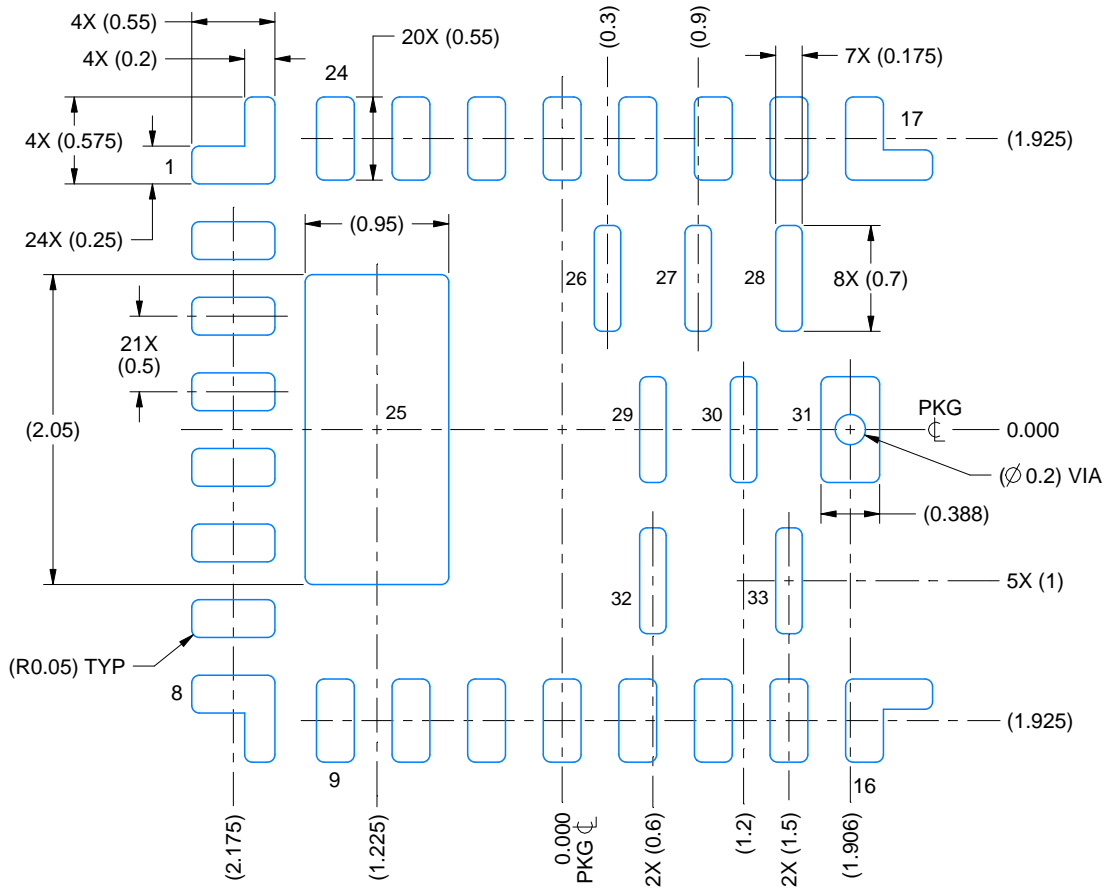 4X (0.55)
4X (0.2)
20X (0.55)
(0.3)
(0.9)
7X (0.175)
24
17
4X (0.575)
1
(1.925)
24X (0.25)
(0.95)
26
27
28
8X (0.7)
21X
(0.5)
(2.05)
25
29
30
31
PKG
℄
0.000
(∅ 0.2) VIA
(0.388)
32
33
5X (1)
(R0.05) TYP
8
(1.925)
9
16
(2.175)
(1.225)
0.000
PKG ℄
2X (0.6)
(1.2)
2X (1.5)
(1.906)